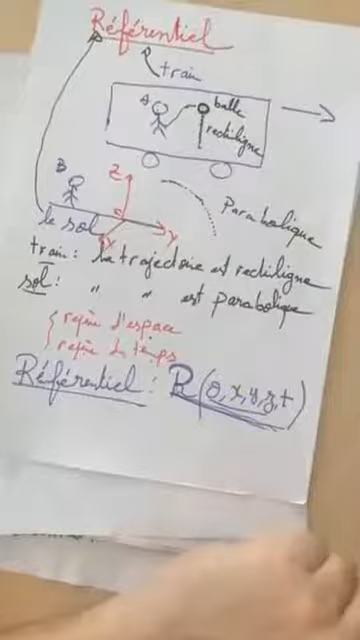 Référentiel
train
A
balle
rectiligne
B
z
Parabolique
le sol
x
y
train : La trajectoire est rectiligne
sol : " " est parabolique
{ repère d'espace
repère de temps
Référentiel : R (o, x, y, z, t)